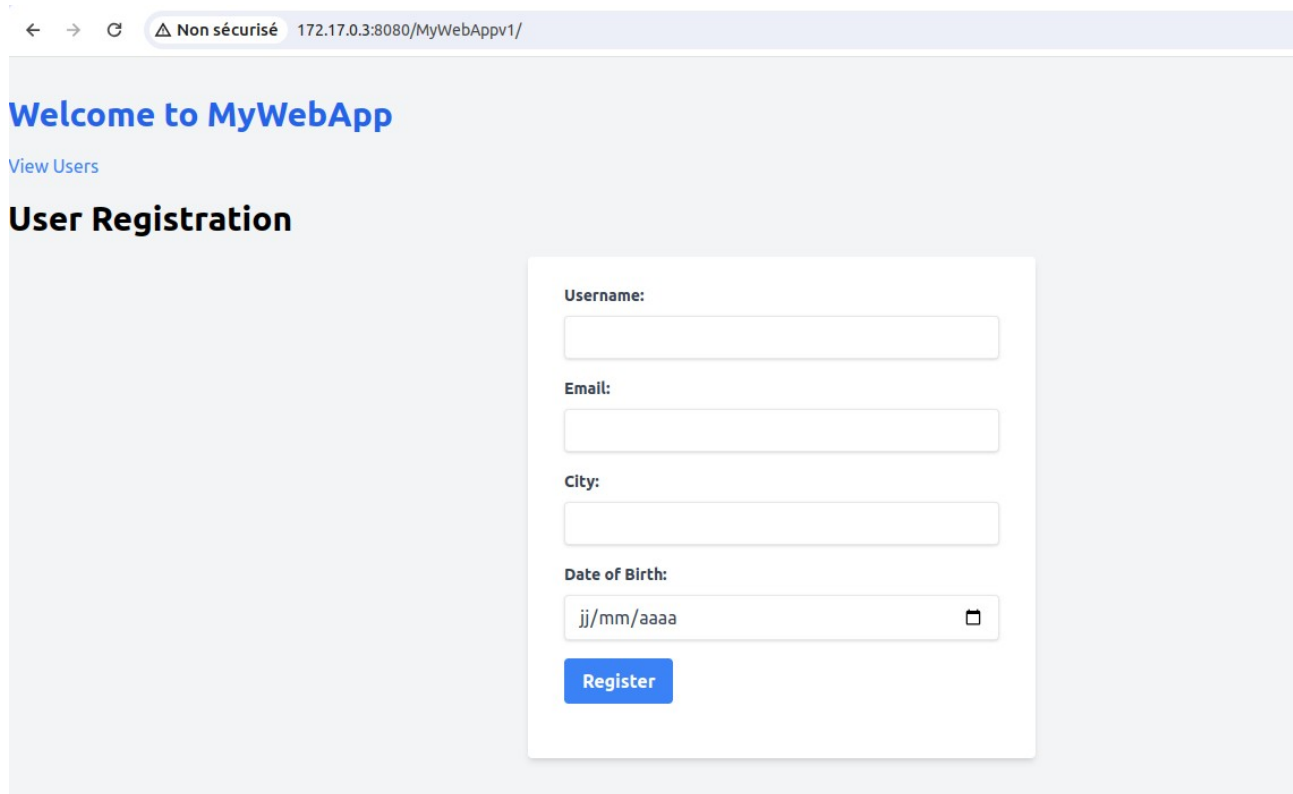 Non sécurisé 172.17.0.3:8080/MyWebAppv1/
Welcome to MyWebApp
View Users
User Registration
Username:
Email:
City:
Date of Birth:
jj/mm/aaaa
Register